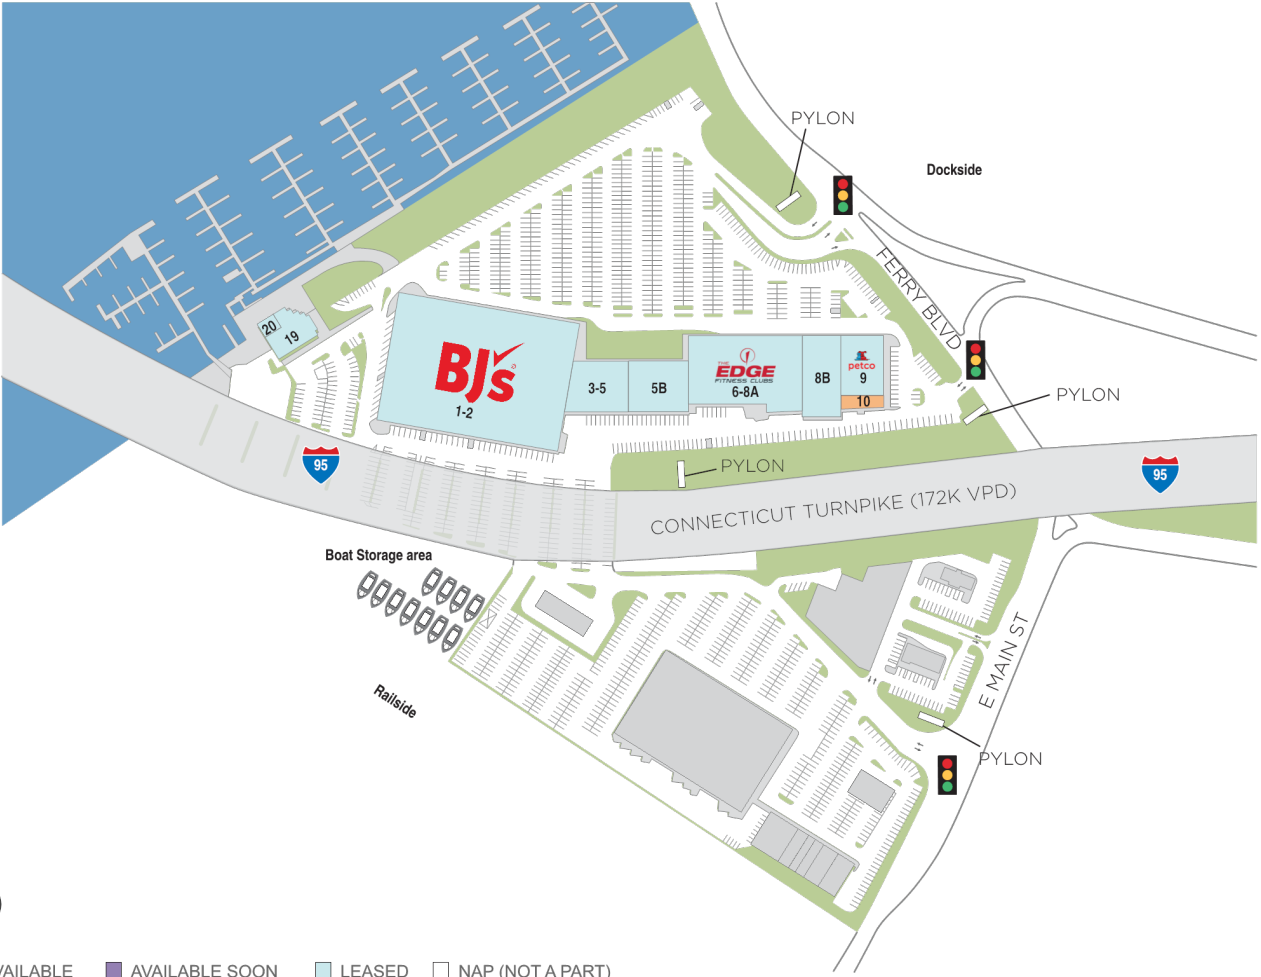 PYLON
Dockside
FERRY BLVD
20
19
BJ's
1-2
3-5
5B
THE
EDGE
FITNESS CLUBS
6-8A
8B
petco
9
10
PYLON
PYLON
95
95
CONNECTICUT TURNPIKE (172K VPD)
Boat Storage area
E MAIN ST
Railside
PYLON
)
VAILABLE
AVAILABLE SOON
LEASED
NAP (NOT A PART)